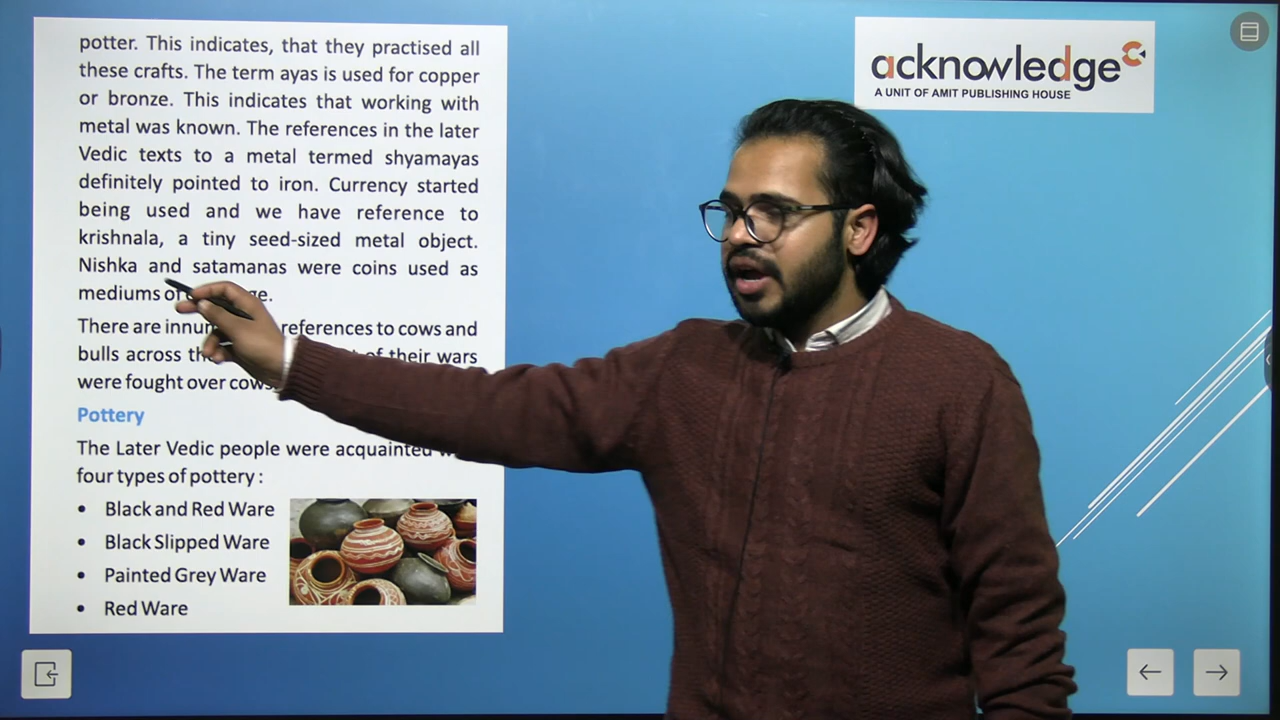 potter. This indicates, that they practised all
these crafts. The term ayas is used for copper
or bronze. This indicates that working with
metal was known. The references in the later
Vedic texts to a metal termed shyamayas
definitely pointed to iron. Currency started
being used and we have reference to
krishnala, a tiny seed-sized metal object.
Nishka and satamanas were coins used as
mediums of
There are references to cows and
bulls across of their wars
were fought over cows
Pottery
The Later Vedic people were acquainted
four types of pottery :
• Black and Red Ware
• Black Slipped Ware
• Painted Grey Ware
• Red Ware
acknowledge
A UNIT OF AMIT PUBLISHING HOUSE